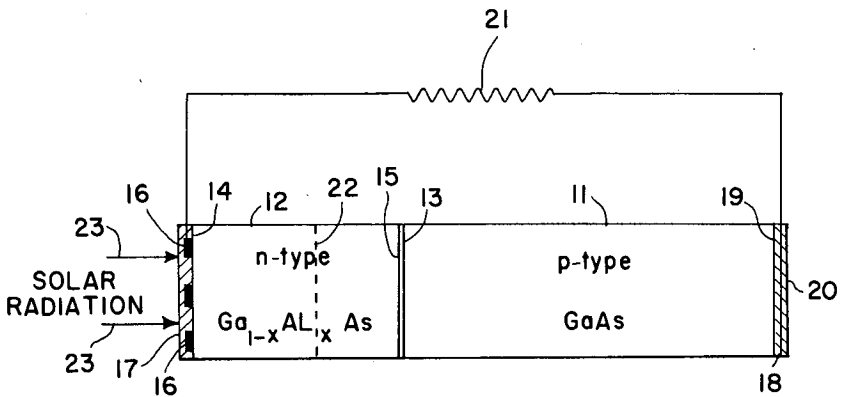 21
16
14
12
22
15
13
11
19
23
n-type
p-type
SOLAR
RADIATION
20
Ga1-xALx As
GaAs
23
17
16
18